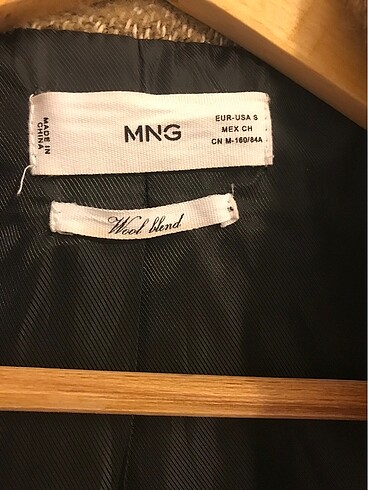 MADE IN
CHINA
MNG
EUR-USA S
MEX CH
CN M-160/84A
Wool blend